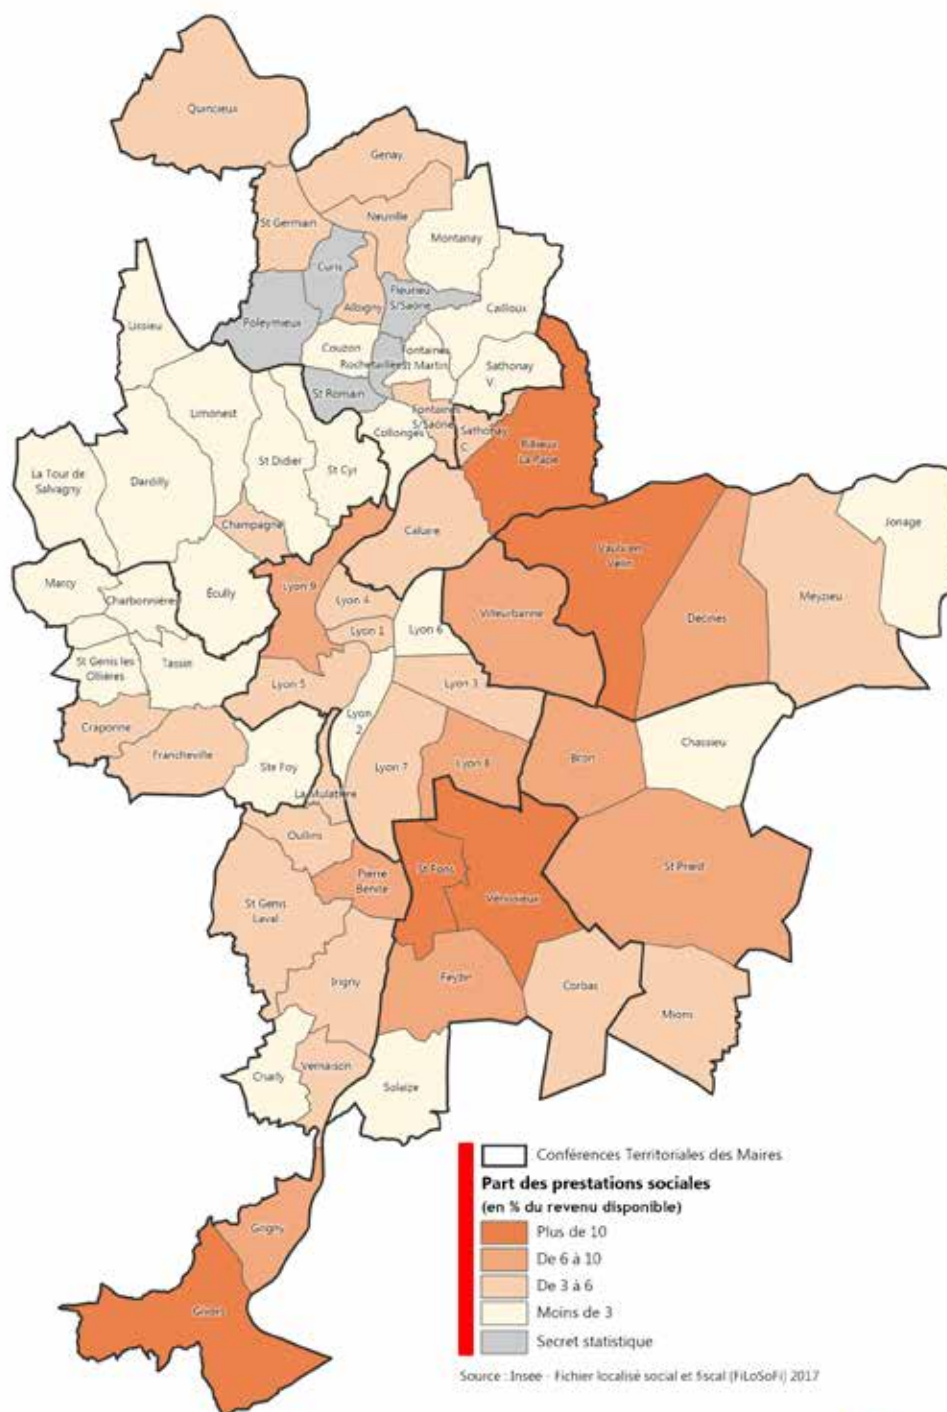 Quincieux
Genay
Neuville
St Germain
Montanay
Curis
Fleurieu
S/Saône
Albigny
Cailloux
Poleymieux
Lissieu
Couzon
Fontaines
St Martin
Rochetaillée
Sathonay
V.
St Romain
Limonest
Fontaines
S/Saône
Sathonay
C.
Collonges
Rillieux
La Pape
St Didier
St Cyr
La Tour de
Salvagny
Dardilly
Champagne
Caluire
Jonage
Vaulx en
Velin
Marcy
Charbonnières
Écully
Lyon 9
Lyon 4
Meyzieu
Villeurbanne
Décines
Lyon 1
Lyon 6
St Genis les
Ollières
Tassin
Lyon 5
Lyon 3
Craponne
Lyon
2
Francheville
Chassieu
Ste Foy
Lyon 7
Lyon 8
Bron
La Mulatière
Oullins
St Priest
Pierre
Bénite
St Fons
Vénissieux
St Genis
Laval
Irigny
Feyzin
Corbas
Mions
Vernaison
Charly
Solaize
Conférences Territoriales des Maires
Part des prestations sociales
(en % du revenu disponible)
Plus de 10
De 6 à 10
De 3 à 6
Moins de 3
Secret statistique
Grigny
Givors
Source : Insee - Fichier localisé social et fiscal (FiLoSoFi) 2017